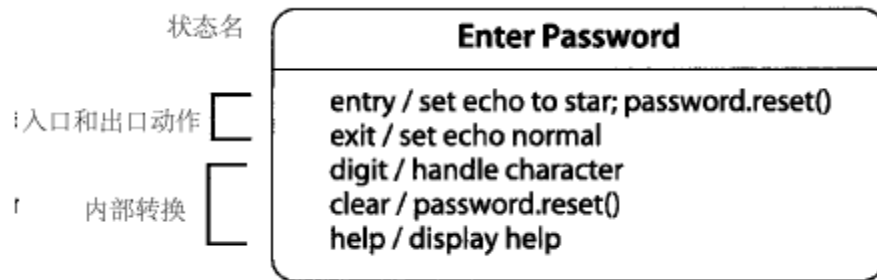 状态名
Enter Password
入口和出口动作
entry / set echo to star; password.reset()
exit / set echo normal
内部转换
digit / handle character
clear / password.reset()
help / display help